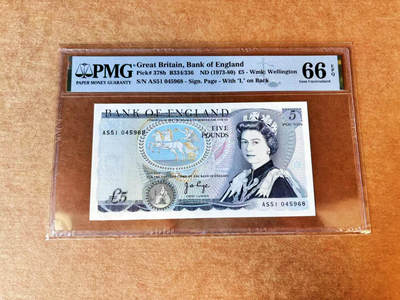 PMG
PAPER MONEY GUARANTY
Great Britain, Bank of England
Pick# 378b B334/336 ND (1973-80) £5 - Wmk: Wellington
S/N AS51 045968 - Sign. Page - With "L" on Back
66 EPQ
Gem Uncirculated
BANK OF ENGLAND
AS51 045968
FIVE
POUNDS
5
£5
AS51 045968